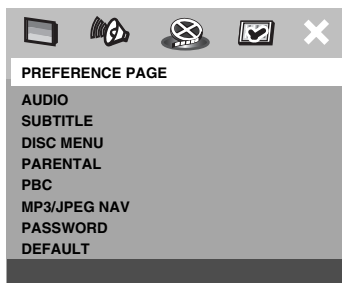 PREFERENCE PAGE
AUDIO
SUBTITLE
DISC MENU
PARENTAL
PBC
MP3/JPEG NAV
PASSWORD
DEFAULT